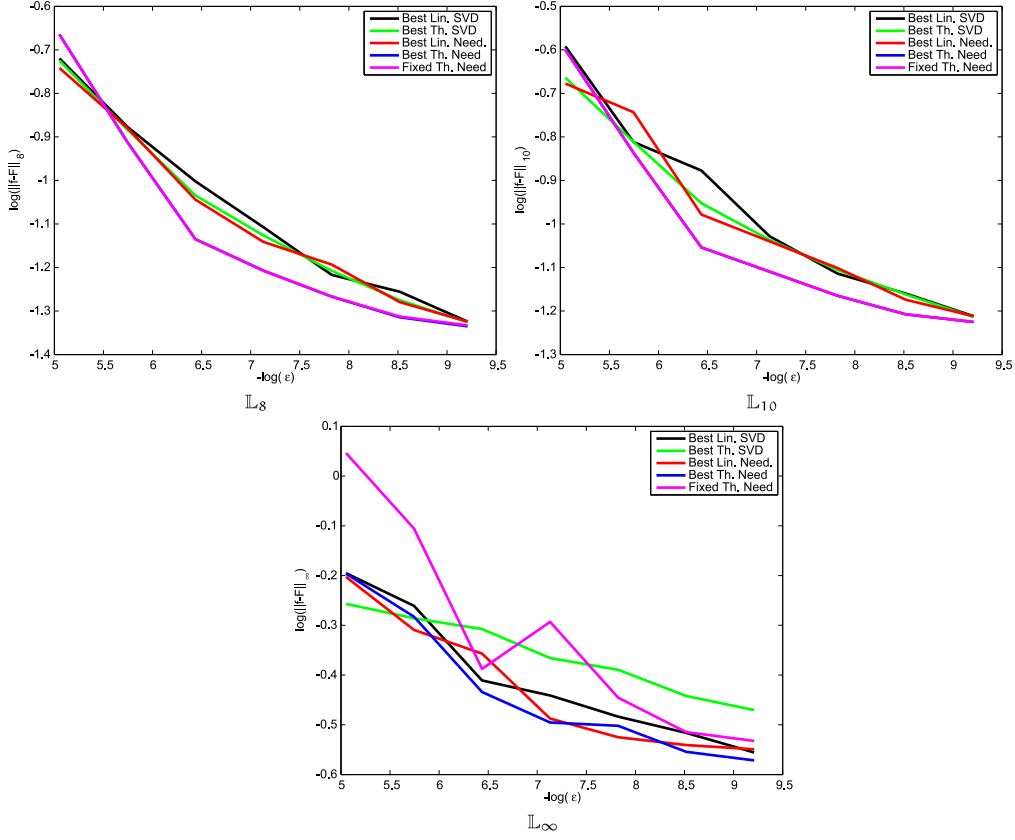 -0.6
-0.7
-0.8
-0.9
-1
-1.1
-1.2
-1.3
-1.4
log(||f-F||_8)
Best Lin. SVD
Best Th. SVD
Best Lin. Need.
Best Th. Need
Fixed Th. Need
5 5.5 6 6.5 7 7.5 8 8.5 9 9.5
-log( ε)
𝕃8
-0.5
-0.6
-0.7
-0.8
-0.9
-1
-1.1
-1.2
-1.3
log(||f-F||_10)
Best Lin. SVD
Best Th. SVD
Best Lin. Need.
Best Th. Need
Fixed Th. Need
5 5.5 6 6.5 7 7.5 8 8.5 9 9.5
-log( ε)
𝕃10
0.1
0
-0.1
-0.2
-0.3
-0.4
-0.5
-0.6
log(||f-F||_∞)
Best Lin. SVD
Best Th. SVD
Best Lin. Need.
Best Th. Need
Fixed Th. Need
5 5.5 6 6.5 7 7.5 8 8.5 9 9.5
-log( ε)
𝕃∞